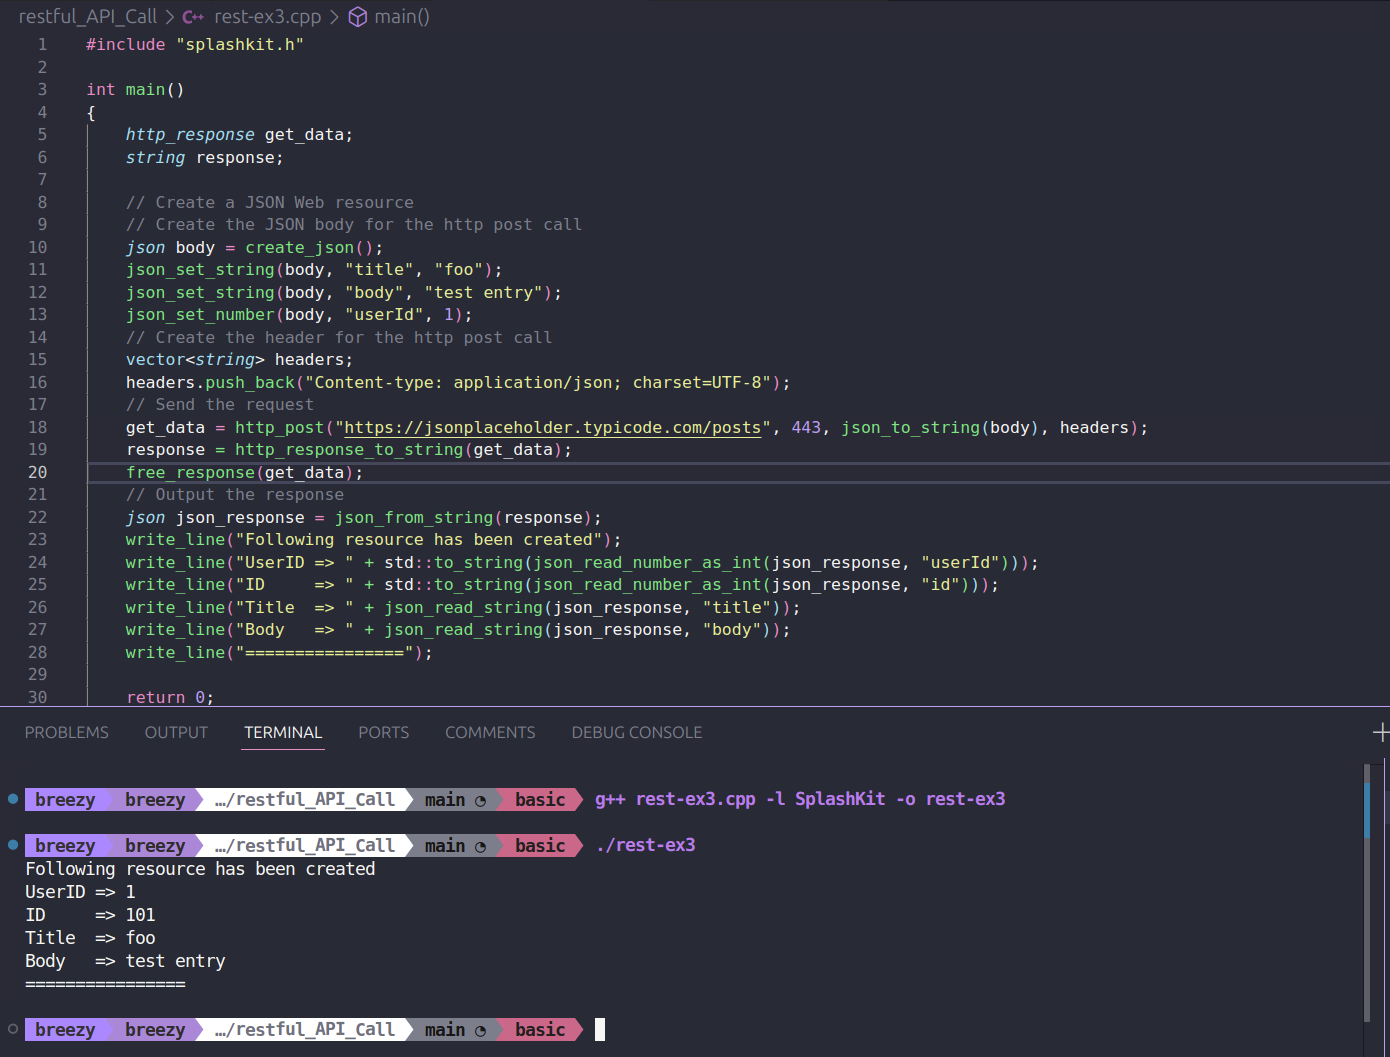 restful_API_Call > C++ rest-ex3.cpp > main()
1 #include "splashkit.h"
2
3 int main()
4 {
5 http_response get_data;
6 string response;
7
8 // Create a JSON Web resource
9 // Create the JSON body for the http post call
10 json body = create_json();
11 json_set_string(body, "title", "foo");
12 json_set_string(body, "body", "test entry");
13 json_set_number(body, "userId", 1);
14 // Create the header for the http post call
15 vector<string> headers;
16 headers.push_back("Content-type: application/json; charset=UTF-8");
17 // Send the request
18 get_data = http_post("https://jsonplaceholder.typicode.com/posts", 443, json_to_string(body), headers);
19 response = http_response_to_string(get_data);
20 free_response(get_data);
21 // Output the response
22 json json_response = json_from_string(response);
23 write_line("Following resource has been created");
24 write_line("UserID => " + std::to_string(json_read_number_as_int(json_response, "userId")));
25 write_line("ID     => " + std::to_string(json_read_number_as_int(json_response, "id")));
26 write_line("Title  => " + json_read_string(json_response, "title"));
27 write_line("Body   => " + json_read_string(json_response, "body"));
28 write_line("================");
29
30 return 0;
PROBLEMS OUTPUT TERMINAL PORTS COMMENTS DEBUG CONSOLE
breezy breezy …/restful_API_Call main basic g++ rest-ex3.cpp -l SplashKit -o rest-ex3
breezy breezy …/restful_API_Call main basic ./rest-ex3
Following resource has been created
UserID => 1
ID     => 101
Title  => foo
Body   => test entry
================
breezy breezy …/restful_API_Call main basic